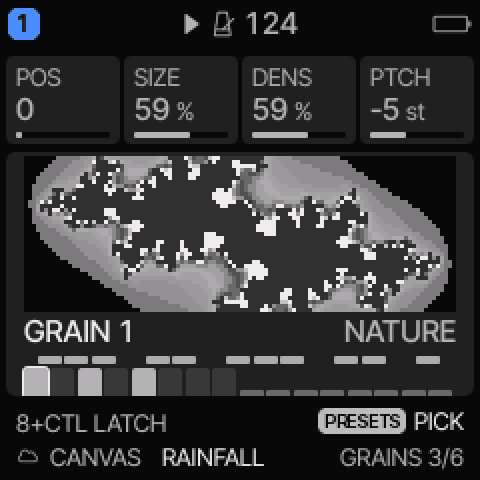 1 124
POS SIZE DENS PTCH
0 59 % 59 % -5 st
GRAIN 1 NATURE
8+CTL LATCH PRESETS PICK
CANVAS RAINFALL GRAINS 3/6